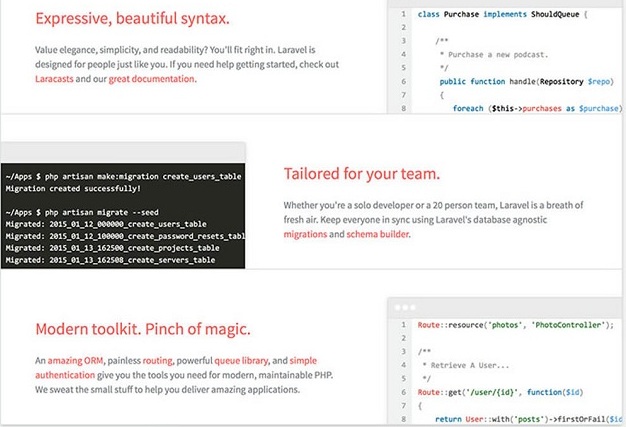 Expressive, beautiful syntax.
Value elegance, simplicity, and readability? You'll fit right in. Laravel is
designed for people just like you. If you need help getting started, check out
Laracasts and our great documentation.
1 class Purchase implements ShouldQueue {
2
3 /**
4 * Purchase a new podcast.
5 */
6 public function handle(Repository $repo)
7 {
8 foreach ($this->purchases as $purchase)
~/Apps $ php artisan make:migration create_users_table
Migration created successfully!
~/Apps $ php artisan migrate --seed
Migrated: 2015_01_12_000000_create_users_table
Migrated: 2015_01_12_100000_create_password_resets_tabl
Migrated: 2015_01_13_162500_create_projects_table
Migrated: 2015_01_13_162508_create_servers_table
Tailored for your team.
Whether you're a solo developer or a 20 person team, Laravel is a breath of
fresh air. Keep everyone in sync using Laravel's database agnostic
migrations and schema builder.
Modern toolkit. Pinch of magic.
An amazing ORM, painless routing, powerful queue library, and simple
authentication give you the tools you need for modern, maintainable PHP.
We sweat the small stuff to help you deliver amazing applications.
1 Route::resource('photos', 'PhotoController');
2
3 /**
4 * Retrieve A User...
5 */
6 Route::get('/user/{id}', function($id)
7 {
8 return User::with('posts')->firstOrFail($id